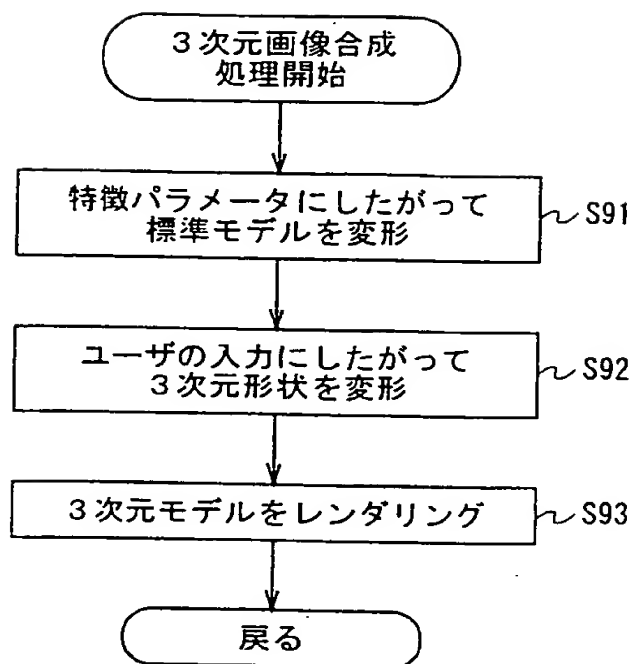 ３次元画像合成
処理開始
特徴パラメータにしたがって
標準モデルを変形
S91
ユーザの入力にしたがって
３次元形状を変形
S92
３次元モデルをレンダリング
S93
戻る